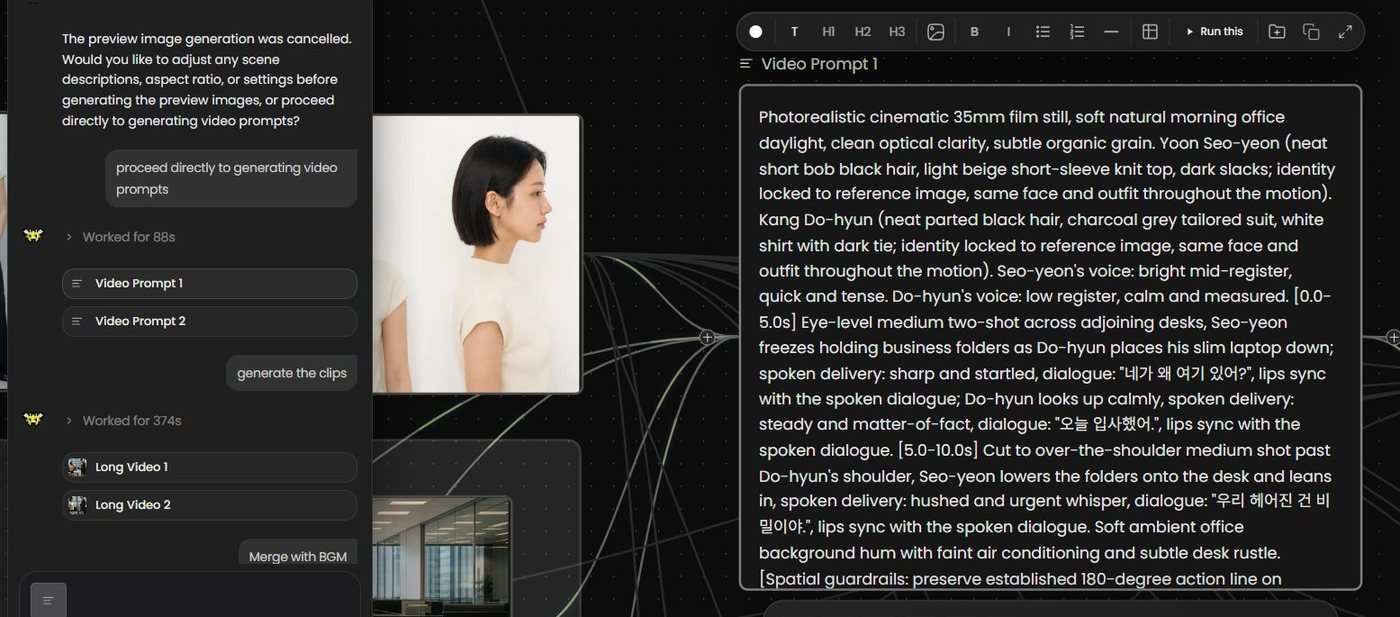 The preview image generation was cancelled.
Would you like to adjust any scene
descriptions, aspect ratio, or settings before
generating the preview images, or proceed
directly to generating video prompts?
proceed directly to generating video
prompts
Worked for 88s
Video Prompt 1
Video Prompt 2
generate the clips
Worked for 374s
Long Video 1
Long Video 2
Merge with BGM
T H1 H2 H3 B I Run this
Video Prompt 1
Photorealistic cinematic 35mm film still, soft natural morning office
daylight, clean optical clarity, subtle organic grain. Yoon Seo-yeon (neat
short bob black hair, light beige short-sleeve knit top, dark slacks; identity
locked to reference image, same face and outfit throughout the motion).
Kang Do-hyun (neat parted black hair, charcoal grey tailored suit, white
shirt with dark tie; identity locked to reference image, same face and
outfit throughout the motion). Seo-yeon's voice: bright mid-register,
quick and tense. Do-hyun's voice: low register, calm and measured. [0.0-
5.0s] Eye-level medium two-shot across adjoining desks, Seo-yeon
freezes holding business folders as Do-hyun places his slim laptop down;
spoken delivery: sharp and startled, dialogue: "네가 왜 여기 있어?", lips sync
with the spoken dialogue; Do-hyun looks up calmly, spoken delivery:
steady and matter-of-fact, dialogue: "오늘 입사했어.", lips sync with the
spoken dialogue. [5.0-10.0s] Cut to over-the-shoulder medium shot past
Do-hyun's shoulder, Seo-yeon lowers the folders onto the desk and leans
in, spoken delivery: hushed and urgent whisper, dialogue: "우리 헤어진 건 비
밀이야.", lips sync with the spoken dialogue. Soft ambient office
background hum with faint air conditioning and subtle desk rustle.
[Spatial guardrails: preserve established 180-degree action line on